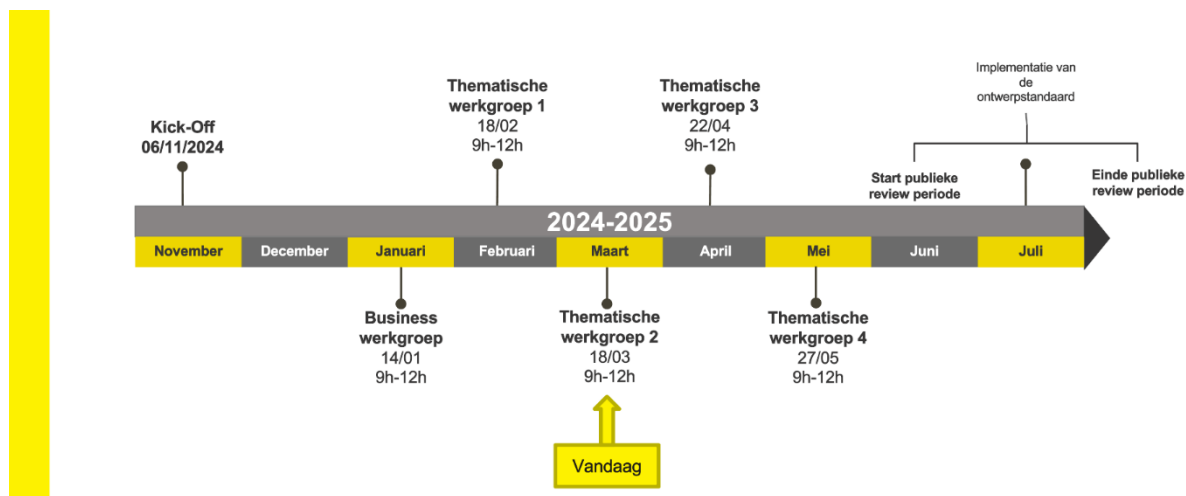 Kick-Off
06/11/2024
Thematische
werkgroep 1
18/02
9h-12h
Thematische
werkgroep 3
22/04
9h-12h
Implementatie van
de
ontwerpstandaard
Start publieke
review periode
Einde publieke
review periode
2024-2025
November
December
Januari
Februari
Maart
April
Mei
Juni
Juli
Business
werkgroep
14/01
9h-12h
Thematische
werkgroep 2
18/03
9h-12h
Thematische
werkgroep 4
27/05
9h-12h
Vandaag